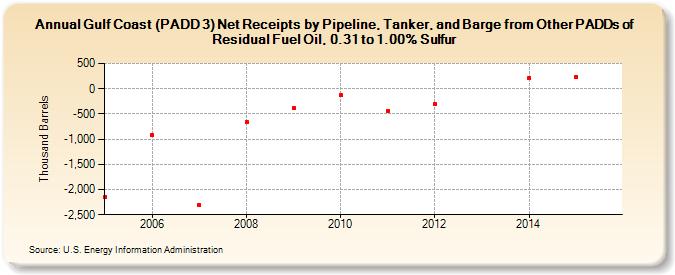 Annual Gulf Coast (PADD 3) Net Receipts by Pipeline, Tanker, and Barge from Other PADDs of
Residual Fuel Oil, 0.31 to 1.00% Sulfur
Thousand Barrels
500
0
-500
-1,000
-1,500
-2,000
-2,500
2006 2008 2010 2012 2014
Source: U.S. Energy Information Administration